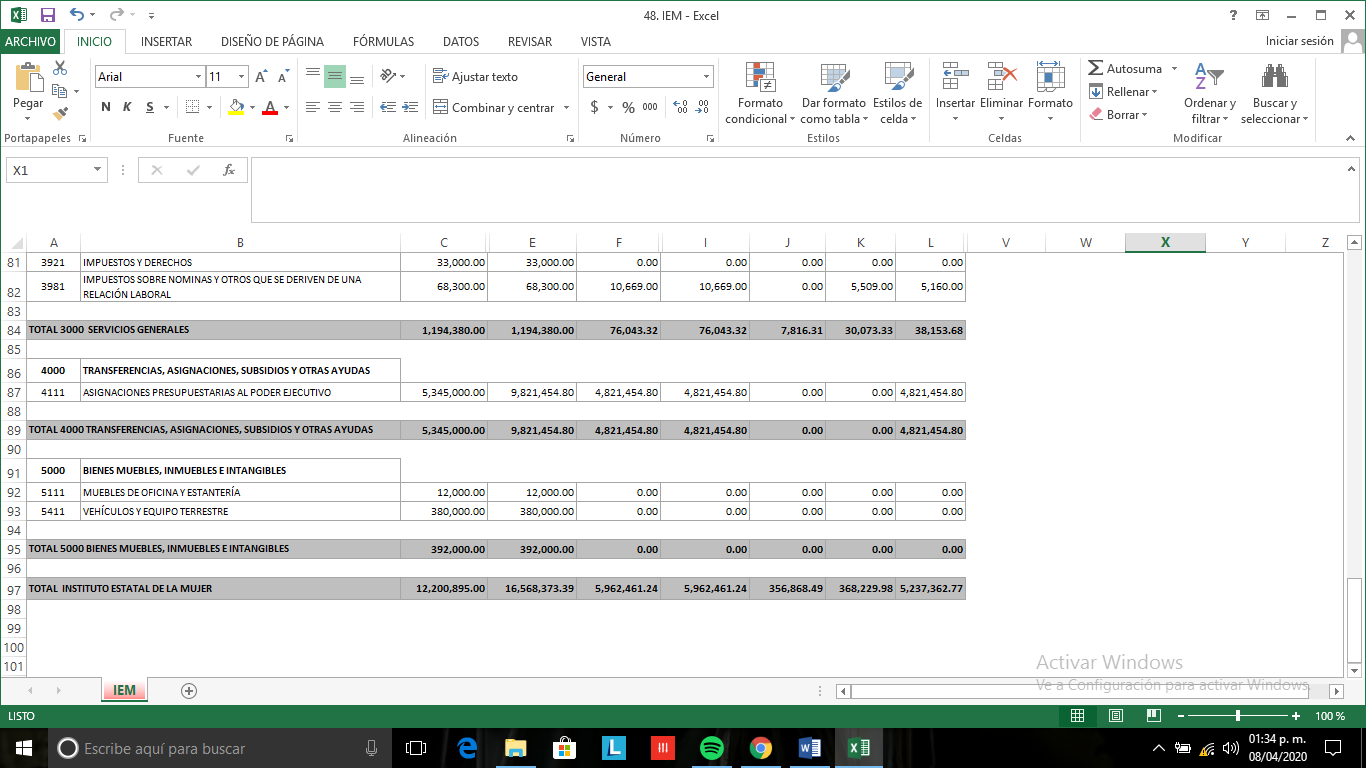 48. IEM - Excel
?
ARCHIVO INICIO INSERTAR DISEÑO DE PÁGINA FÓRMULAS DATOS REVISAR VISTA Iniciar sesión
Pegar
Arial 11 A A
N K S A
Ajustar texto
Combinar y centrar
General
$ % 000
Formato condicional
Dar formato como tabla
Estilos de celda
Insertar Eliminar Formato
Autosuma
Rellenar
Borrar
Ordenar y filtrar
Buscar y seleccionar
Portapapeles Fuente Alineación Número Estilos Celdas Modificar
X1 fx
A B C E F I J K L V W X Y Z
81 3921 IMPUESTOS Y DERECHOS 33,000.00 33,000.00 0.00 0.00 0.00 0.00 0.00
82 3981 IMPUESTOS SOBRE NOMINAS Y OTROS QUE SE DERIVEN DE UNA RELACIÓN LABORAL 68,300.00 68,300.00 10,669.00 10,669.00 0.00 5,509.00 5,160.00
83
84 TOTAL 3000 SERVICIOS GENERALES 1,194,380.00 1,194,380.00 76,043.32 76,043.32 7,816.31 30,073.33 38,153.68
85
86 4000 TRANSFERENCIAS, ASIGNACIONES, SUBSIDIOS Y OTRAS AYUDAS
87 4111 ASIGNACIONES PRESUPUESTARIAS AL PODER EJECUTIVO 5,345,000.00 9,821,454.80 4,821,454.80 4,821,454.80 0.00 0.00 4,821,454.80
88
89 TOTAL 4000 TRANSFERENCIAS, ASIGNACIONES, SUBSIDIOS Y OTRAS AYUDAS 5,345,000.00 9,821,454.80 4,821,454.80 4,821,454.80 0.00 0.00 4,821,454.80
90
91 5000 BIENES MUEBLES, INMUEBLES E INTANGIBLES
92 5111 MUEBLES DE OFICINA Y ESTANTERÍA 12,000.00 12,000.00 0.00 0.00 0.00 0.00 0.00
93 5411 VEHÍCULOS Y EQUIPO TERRESTRE 380,000.00 380,000.00 0.00 0.00 0.00 0.00 0.00
94
95 TOTAL 5000 BIENES MUEBLES, INMUEBLES E INTANGIBLES 392,000.00 392,000.00 0.00 0.00 0.00 0.00 0.00
96
97 TOTAL INSTITUTO ESTATAL DE LA MUJER 12,200,895.00 16,568,373.39 5,962,461.24 5,962,461.24 356,868.49 368,229.98 5,237,362.77
98
99
100
101
Activar Windows
Ve a Configuración para activar Windows.
IEM
LISTO 100 %
Escribe aquí para buscar
01:34 p. m.
08/04/2020